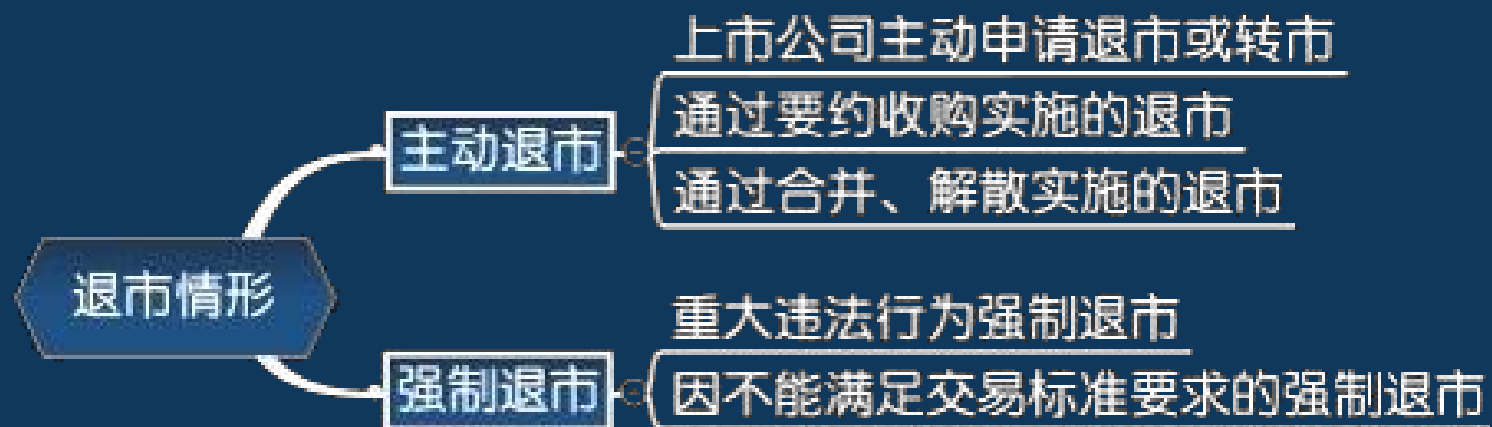 上市公司主动申请退市或转市
通过要约收购实施的退市
主动退市
通过合并、解散实施的退市
退市情形
重大违法行为强制退市
强制退市
因不能满足交易标准要求的强制退市